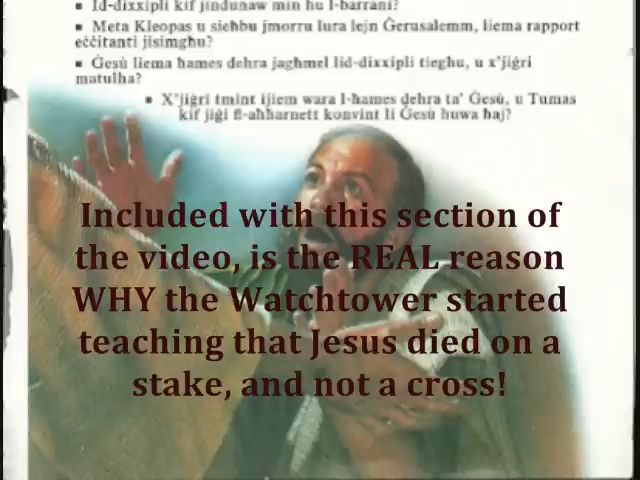 ▪ Id-dixxipli kif jindunaw min hu l-barrani?
▪ Meta Kleopas u sieħbu jmorru lura lejn Ġerusalemm, liema rapport
eċċitanti jisimgħu?
▪ Ġesù liema ħames dehra jagħmel lid-dixxipli tiegħu, u x'jiġri
matulha?
▪ X'jiġri tmint ijiem wara l-ħames dehra ta' Ġesù, u Tumas
kif jiġi fl-aħħarnett konvint li Ġesù huwa ħaj?
Included with this section of
the video, is the REAL reason
WHY the Watchtower started
teaching that Jesus died on a
stake, and not a cross!